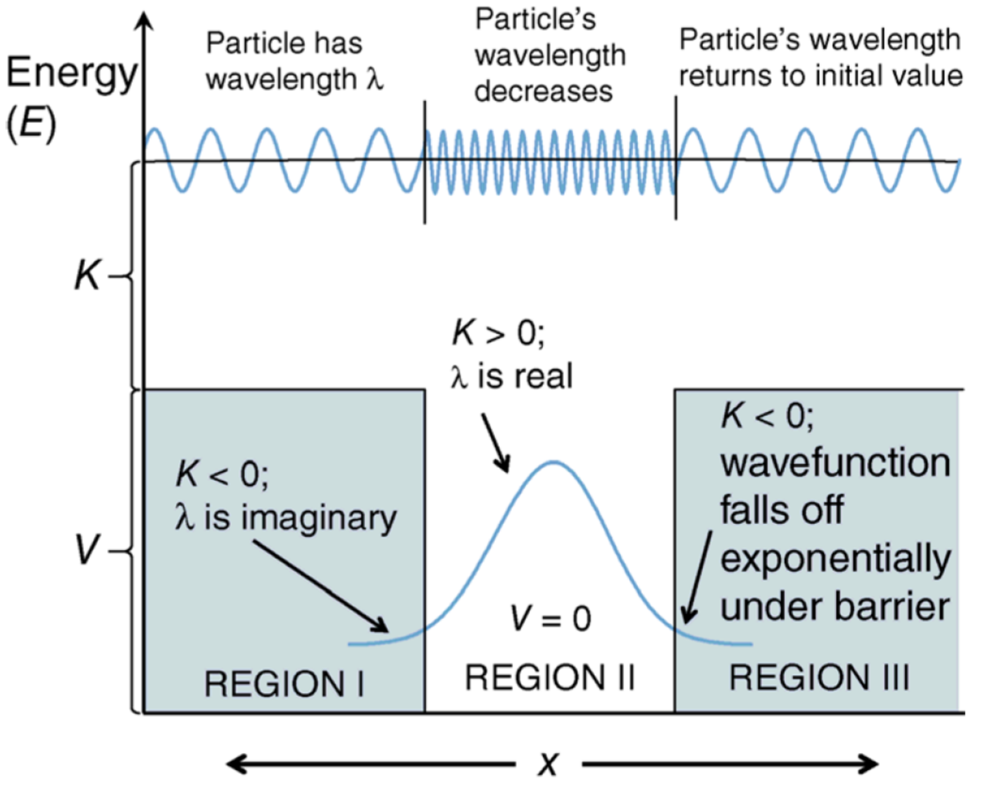 Energy
(E)
Particle has
wavelength λ
Particle's
wavelength
decreases
Particle's wavelength
returns to initial value
K
K > 0;
λ is real
K < 0;
λ is imaginary
K < 0;
wavefunction
falls off
exponentially
under barrier
V
V = 0
REGION I
REGION II
REGION III
x